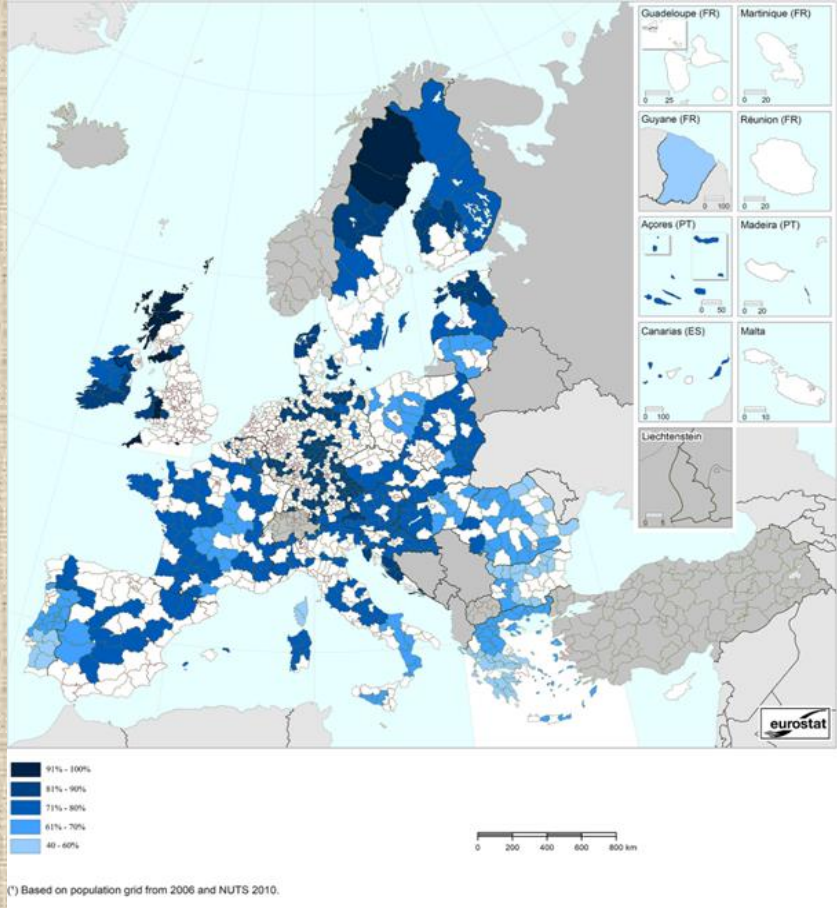 Guadeloupe (FR)
Martinique (FR)
0 25
0 20
Guyane (FR)
Réunion (FR)
0 100
0 20
Açores (PT)
Madeira (PT)
0 50
0 20
Canarias (ES)
Malta
0 100
0 10
Liechtenstein
eurostat
91% - 100%
81% - 90%
71% - 80%
61% - 70%
40 - 60%
0 200 400 600 800 km
(*) Based on population grid from 2006 and NUTS 2010.